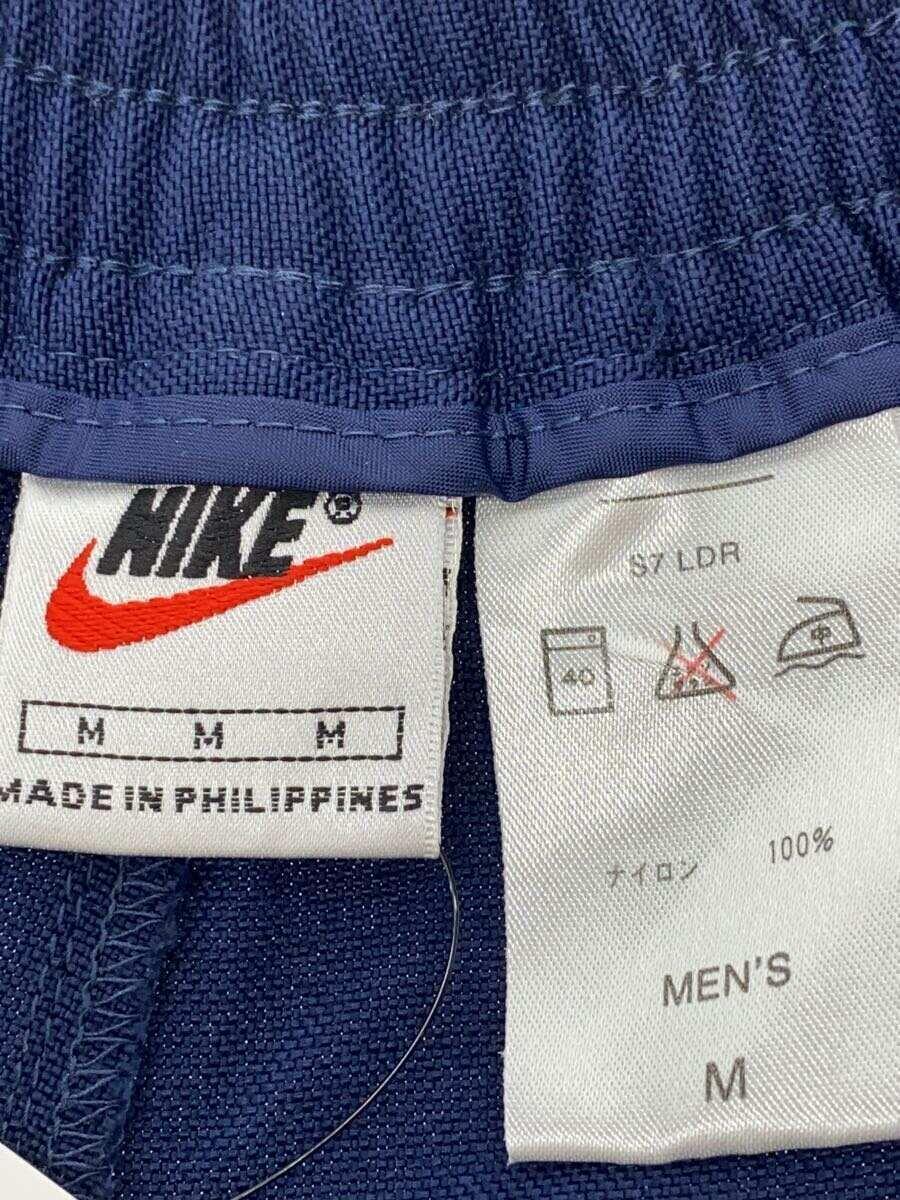 NIKE®
M M M
MADE IN PHILIPPINES
S7 LDR
40
中
ナイロン 100%
MEN'S
M